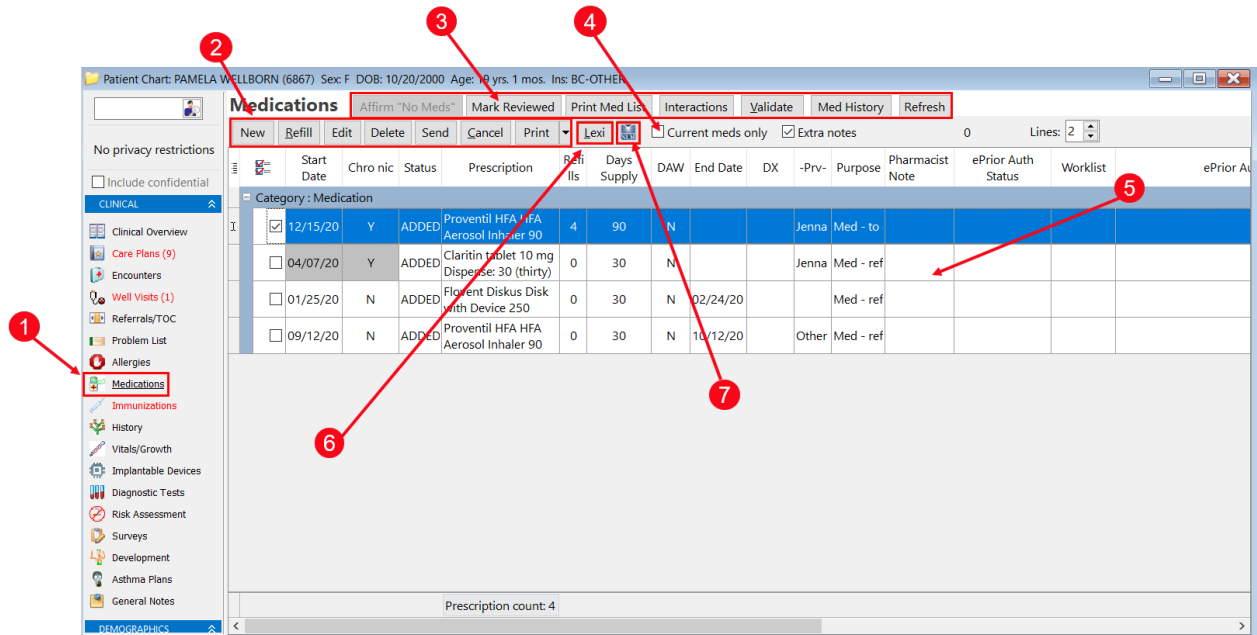 3
4
2
Patient Chart: PAMELA WELLBORN (6867) Sex: F DOB: 10/20/2000 Age: 19 yrs. 1 mos. Ins: BC-OTHER
Medications Affirm "No Meds" Mark Reviewed Print Med List Interactions Validate Med History Refresh
New Refill Edit Delete Send Cancel Print Lexi Current meds only Extra notes 0 Lines: 2
No privacy restrictions
Include confidential
Start Date Chro nic Status Prescription Refi lls Days Supply DAW End Date DX -Prv- Purpose Pharmacist Note ePrior Auth Status Worklist ePrior Au
5
CLINICAL
Category : Medication
12/15/20 Y ADDED Proventil HFA HFA 4 90 N Jenna Med - to
Aerosol Inhaler 90
04/07/20 Y ADDED Claritin tablet 10 mg 0 30 N Jenna Med - ref
Dispense: 30 (thirty)
01/25/20 N ADDED Flovent Diskus Disk 0 30 N 02/24/20 Med - ref
with Device 250
09/12/20 N ADDED Proventil HFA HFA 0 30 N 10/12/20 Other Med - ref
Aerosol Inhaler 90
Clinical Overview
Care Plans (9)
Encounters
Well Visits (1)
Referrals/TOC
1
Problem List
Allergies
Medications
7
Immunizations
History
6
Vitals/Growth
Implantable Devices
Diagnostic Tests
Risk Assessment
Surveys
Development
Asthma Plans
General Notes
Prescription count: 4
DEMOGRAPHICS